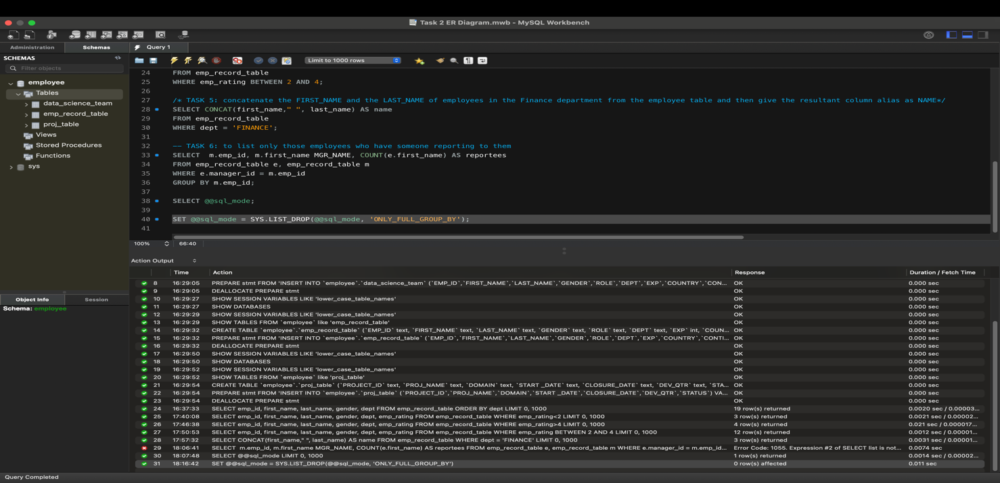 Task 2 ER Diagram.mwb - MySQL Workbench
Administration Schemas Query 1
SCHEMAS
Filter objects
employee
Tables
data_science_team
emp_record_table
proj_table
Views
Stored Procedures
Functions
sys
Object Info Session
Schema: employee
Limit to 1000 rows
24 FROM emp_record_table
25 WHERE emp_rating BETWEEN 2 AND 4;
26
27 /* TASK 5: concatenate the FIRST_NAME and the LAST_NAME of employees in the Finance department from the employee table and then give the resultant column alias as NAME*/
28 SELECT CONCAT(first_name," ", last_name) AS name
29 FROM emp_record_table
30 WHERE dept = 'FINANCE';
31
32 -- TASK 6: to list only those employees who have someone reporting to them
33 SELECT  m.emp_id, m.first_name MGR_NAME, COUNT(e.first_name) AS reportees
34 FROM emp_record_table e, emp_record_table m
35 WHERE e.manager_id = m.emp_id
36 GROUP BY m.emp_id;
37
38 SELECT @@sql_mode;
39
40 SET @@sql_mode = SYS.LIST_DROP(@@sql_mode, 'ONLY_FULL_GROUP_BY');
41
100% 66:40
Action Output
Time Action Response Duration / Fetch Time
8 16:29:05 PREPARE stmt FROM 'INSERT INTO `employee`.`data_science_team` (`EMP_ID`,`FIRST_NAME`,`LAST_NAME`,`GENDER`,`ROLE`,`DEPT`,`EXP`,`COUNTRY`,`CON... OK 0.000 sec
9 16:29:05 DEALLOCATE PREPARE stmt OK 0.000 sec
10 16:29:27 SHOW SESSION VARIABLES LIKE 'lower_case_table_names' OK 0.000 sec
11 16:29:27 SHOW DATABASES OK 0.000 sec
12 16:29:29 SHOW SESSION VARIABLES LIKE 'lower_case_table_names' OK 0.000 sec
13 16:29:29 SHOW TABLES FROM `employee` like 'emp_record_table' OK 0.000 sec
14 16:29:32 CREATE TABLE `employee`.`emp_record_table` (`EMP_ID` text, `FIRST_NAME` text, `LAST_NAME` text, `GENDER` text, `ROLE` text, `DEPT` text, `EXP` int, `COUN... OK 0.000 sec
15 16:29:32 PREPARE stmt FROM 'INSERT INTO `employee`.`emp_record_table` (`EMP_ID`,`FIRST_NAME`,`LAST_NAME`,`GENDER`,`ROLE`,`DEPT`,`EXP`,`COUNTRY`,`CONTI... OK 0.000 sec
16 16:29:32 DEALLOCATE PREPARE stmt OK 0.000 sec
17 16:29:50 SHOW SESSION VARIABLES LIKE 'lower_case_table_names' OK 0.000 sec
18 16:29:50 SHOW DATABASES OK 0.000 sec
19 16:29:52 SHOW SESSION VARIABLES LIKE 'lower_case_table_names' OK 0.000 sec
20 16:29:52 SHOW TABLES FROM `employee` like 'proj_table' OK 0.000 sec
21 16:29:54 CREATE TABLE `employee`.`proj_table` (`PROJECT_ID` text, `PROJ_NAME` text, `DOMAIN` text, `START _DATE` text, `CLOSURE_DATE` text, `DEV_QTR` text, `STA... OK 0.000 sec
22 16:29:54 PREPARE stmt FROM 'INSERT INTO `employee`.`proj_table` (`PROJECT_ID`,`PROJ_NAME`,`DOMAIN`,`START _DATE`,`CLOSURE_DATE`,`DEV_QTR`,`STATUS`) VA... OK 0.000 sec
23 16:29:54 DEALLOCATE PREPARE stmt OK 0.000 sec
24 16:37:33 SELECT emp_id, first_name, last_name, gender, dept FROM emp_record_table ORDER BY dept LIMIT 0, 1000 19 row(s) returned 0.0020 sec / 0.00003...
25 17:40:08 SELECT emp_id, first_name, last_name, gender, dept, emp_rating FROM emp_record_table WHERE emp_rating<2 LIMIT 0, 1000 3 row(s) returned 0.0021 sec / 0.00002...
26 17:46:38 SELECT emp_id, first_name, last_name, gender, dept, emp_rating FROM emp_record_table WHERE emp_rating>4 LIMIT 0, 1000 4 row(s) returned 0.021 sec / 0.000017...
27 17:50:53 SELECT emp_id, first_name, last_name, gender, dept, emp_rating FROM emp_record_table WHERE emp_rating BETWEEN 2 AND 4 LIMIT 0, 1000 12 row(s) returned 0.0012 sec / 0.00001...
28 17:57:32 SELECT CONCAT(first_name," ", last_name) AS name FROM emp_record_table WHERE dept = 'FINANCE' LIMIT 0, 1000 3 row(s) returned 0.0031 sec / 0.00001...
29 18:06:41 SELECT  m.emp_id, m.first_name MGR_NAME, COUNT(e.first_name) AS reportees FROM emp_record_table e, emp_record_table m WHERE e.manager_id = m.emp_id... Error Code: 1055. Expression #2 of SELECT list is not... 0.0074 sec
30 18:07:48 SELECT @@sql_mode LIMIT 0, 1000 1 row(s) returned 0.0014 sec / 0.00002...
31 18:16:42 SET @@sql_mode = SYS.LIST_DROP(@@sql_mode, 'ONLY_FULL_GROUP_BY') 0 row(s) affected 0.011 sec
Query Completed